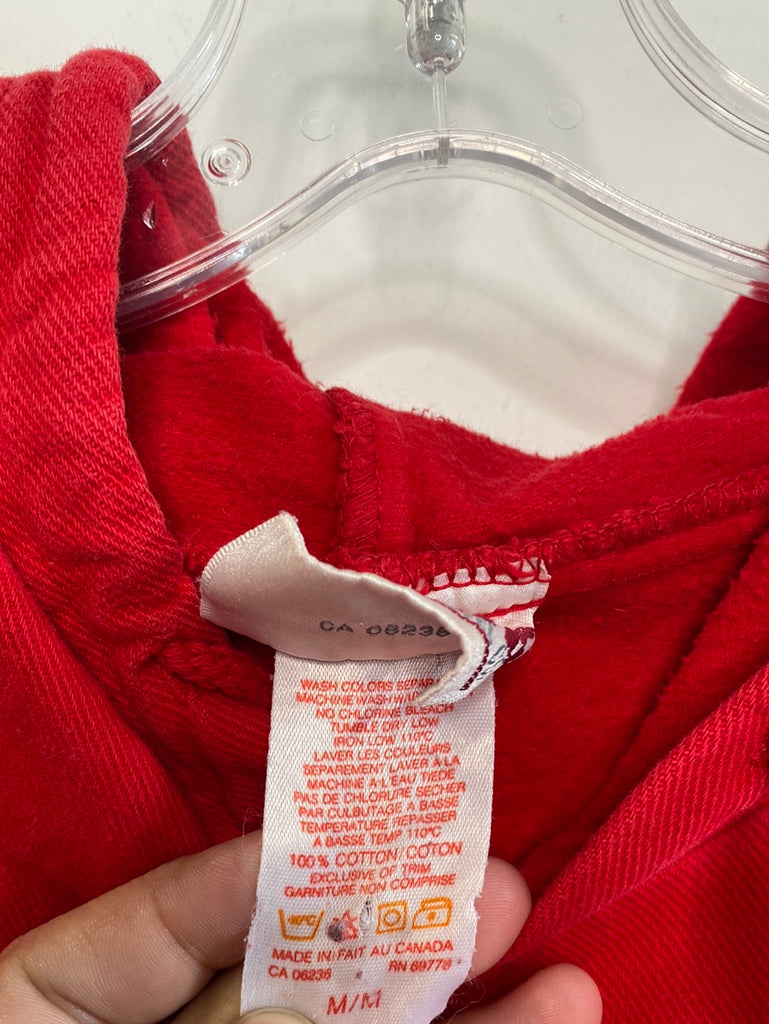 CA 06236
WASH COLORS
MACHINE WASH
NO CHLORINE BLEACH
TUMBLE DRY LOW
IRON LOW 110°C
LAVER LES COULEURS
SEPAREMENT LAVER À LA
MACHINE A L EAU TIEDE
PAS DE CHLORURE SECHER
PAR CULBUTAGE A BASSE
TEMPERATURE REPASSER
A BASSE TEMP 110°C
100% COTTON/COTON
EXCLUSIVE OF TRIM
GARNITURE NON COMPRISE
MADE IN/FAIT AU CANADA
CA 06236 RN 69778
M/M